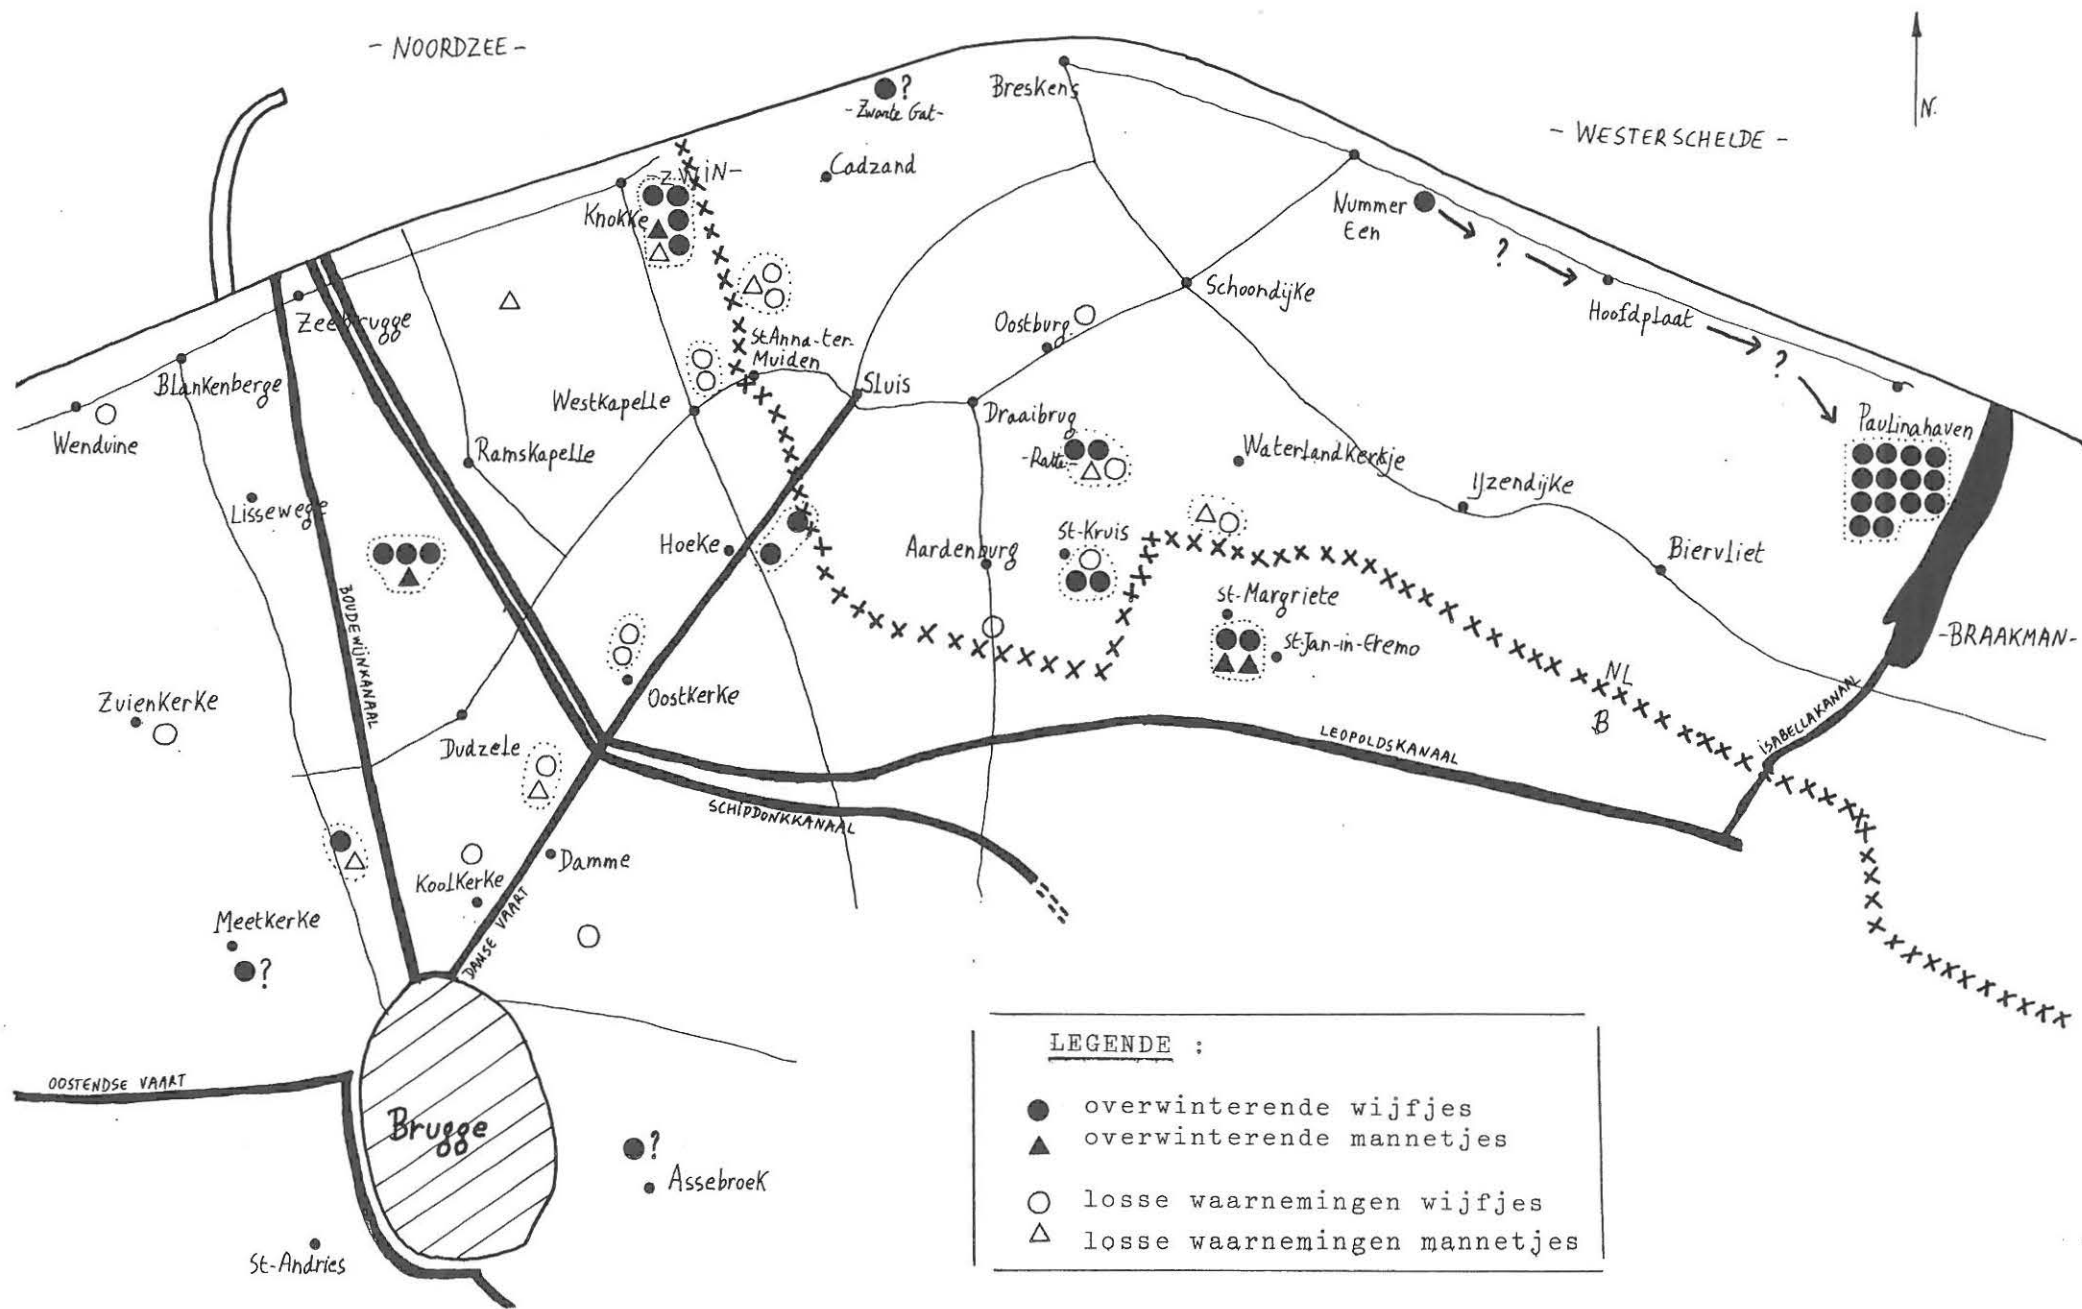 - NOORDZEE -
?
- Zwarte Gat -
Breskens
- WESTERSCHELDE -
N.
- ZWIN -
Cadzand
Knokke
Nummer
Een
?
Schoondijke
Hoofdplaat
?
Zeebrugge
Oostburg
St Anna-ter-
Muiden
Blankenberge
Westkapelle
Sluis
Draaibrug
Paulinahaven
Wenduine
Ramskapelle
Waterlandkerkje
IJzendijke
Lissewege
Hoeke
Aardenburg
St-Kruis
Biervliet
BOUDEWIJNKANAAL
St-Margriete
St-Jan-in-Eremo
- BRAAKMAN -
NL
B
Zuienkerke
Oostkerke
Dudzele
LEOPOLDSKANAAL
ISABELLAKANAAL
SCHIPDONKKANAAL
Damme
Koolkerke
DAMSE VAART
Meetkerke
?
OOSTENDSE VAART
Brugge
?
Assebroek
St-Andries
LEGENDE :
overwinterende wijfjes
overwinterende mannetjes
losse waarnemingen wijfjes
losse waarnemingen mannetjes